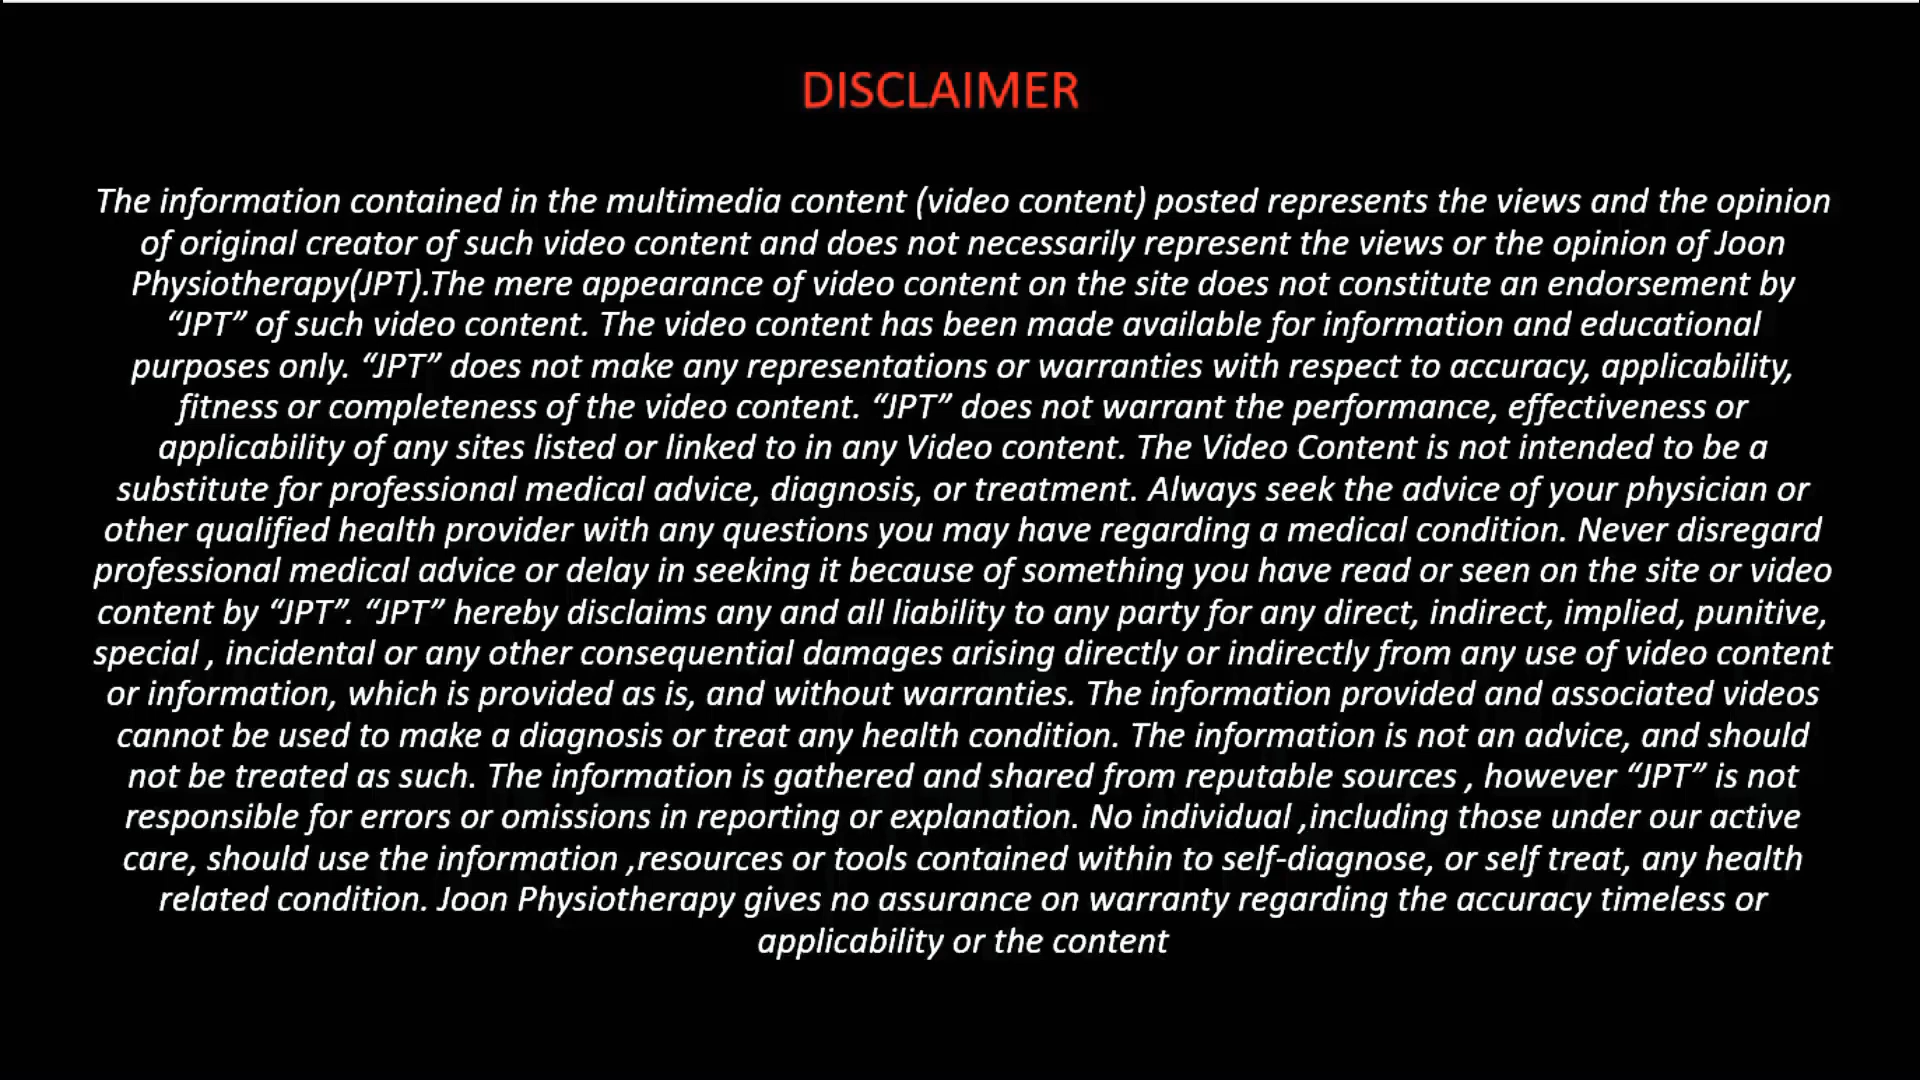 DISCLAIMER
The information contained in the multimedia content (video content) posted represents the views and the opinion
of original creator of such video content and does not necessarily represent the views or the opinion of Joon
Physiotherapy(JPT).The mere appearance of video content on the site does not constitute an endorsement by
“JPT” of such video content. The video content has been made available for information and educational
purposes only. “JPT” does not make any representations or warranties with respect to accuracy, applicability,
fitness or completeness of the video content. “JPT” does not warrant the performance, effectiveness or
applicability of any sites listed or linked to in any Video content. The Video Content is not intended to be a
substitute for professional medical advice, diagnosis, or treatment. Always seek the advice of your physician or
other qualified health provider with any questions you may have regarding a medical condition. Never disregard
professional medical advice or delay in seeking it because of something you have read or seen on the site or video
content by “JPT”. “JPT” hereby disclaims any and all liability to any party for any direct, indirect, implied, punitive,
special , incidental or any other consequential damages arising directly or indirectly from any use of video content
or information, which is provided as is, and without warranties. The information provided and associated videos
cannot be used to make a diagnosis or treat any health condition. The information is not an advice, and should
not be treated as such. The information is gathered and shared from reputable sources , however “JPT” is not
responsible for errors or omissions in reporting or explanation. No individual ,including those under our active
care, should use the information ,resources or tools contained within to self-diagnose, or self treat, any health
related condition. Joon Physiotherapy gives no assurance on warranty regarding the accuracy timeless or
applicability or the content